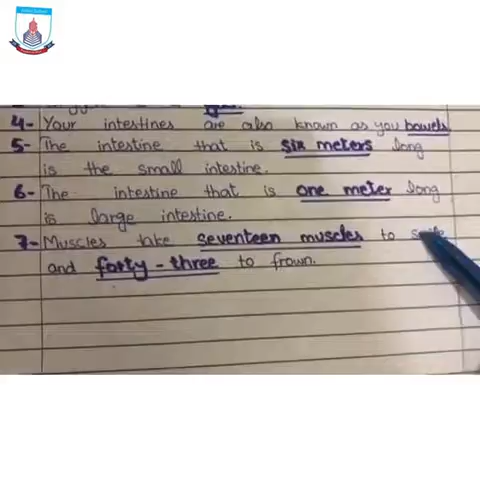 4- Your intestines are also known as you bowels
5- The intestine that is six meters long
is the small intestine.
6- The intestine that is one meter long
is large intestine.
7- Muscles take seventeen muscles to smile
and forty-three to frown.